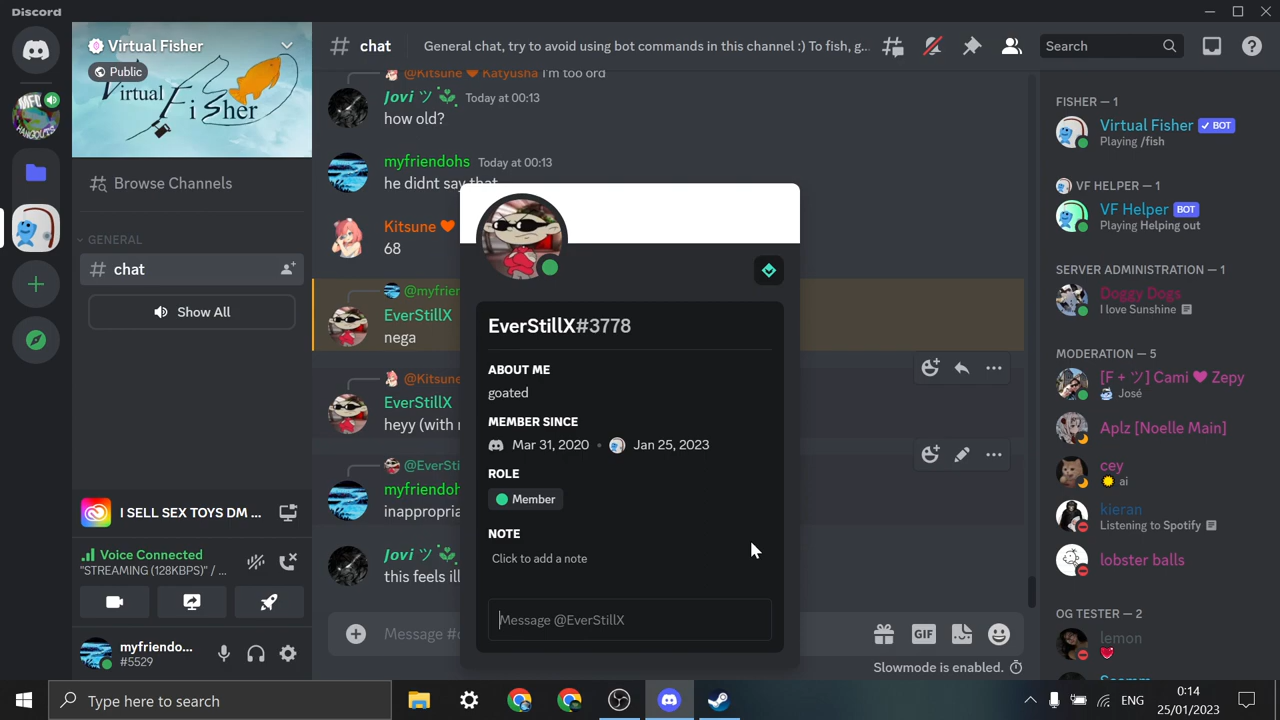 Discord
Virtual Fisher
Public
Virtual Fisher
Browse Channels
GENERAL
chat
Show All
I SELL SEX TOYS DM ...
Voice Connected
"STREAMING (128KBPS)" / ...
myfriendo...
#5529
# chat
General chat, try to avoid using bot commands in this channel :) To fish, g...
Search
@Kitsune ❤ Katyusha I'm too ord
Jovi ツ Today at 00:13
how old?
myfriendohs Today at 00:13
he didnt say that
Kitsune
68
@myfrier
EverStillX
nega
@Kitsune
EverStillX
heyy (with r
@EverSti
myfriendoh
inappropria
Jovi ツ
this feels ill
Message #c
GIF
Slowmode is enabled.
EverStillX#3778
ABOUT ME
goated
MEMBER SINCE
Mar 31, 2020 • Jan 25, 2023
ROLE
Member
NOTE
Click to add a note
Message @EverStillX
FISHER — 1
Virtual Fisher ✓ BOT
Playing /fish
VF HELPER — 1
VF Helper BOT
Playing Helping out
SERVER ADMINISTRATION — 1
Doggy Dogs
I love Sunshine
MODERATION — 5
[F + ツ] Cami ♥ Zepy
José
Aplz [Noelle Main]
cey
ai
kieran
Listening to Spotify
lobster balls
OG TESTER — 2
lemon
Type here to search
ENG
0:14
25/01/2023